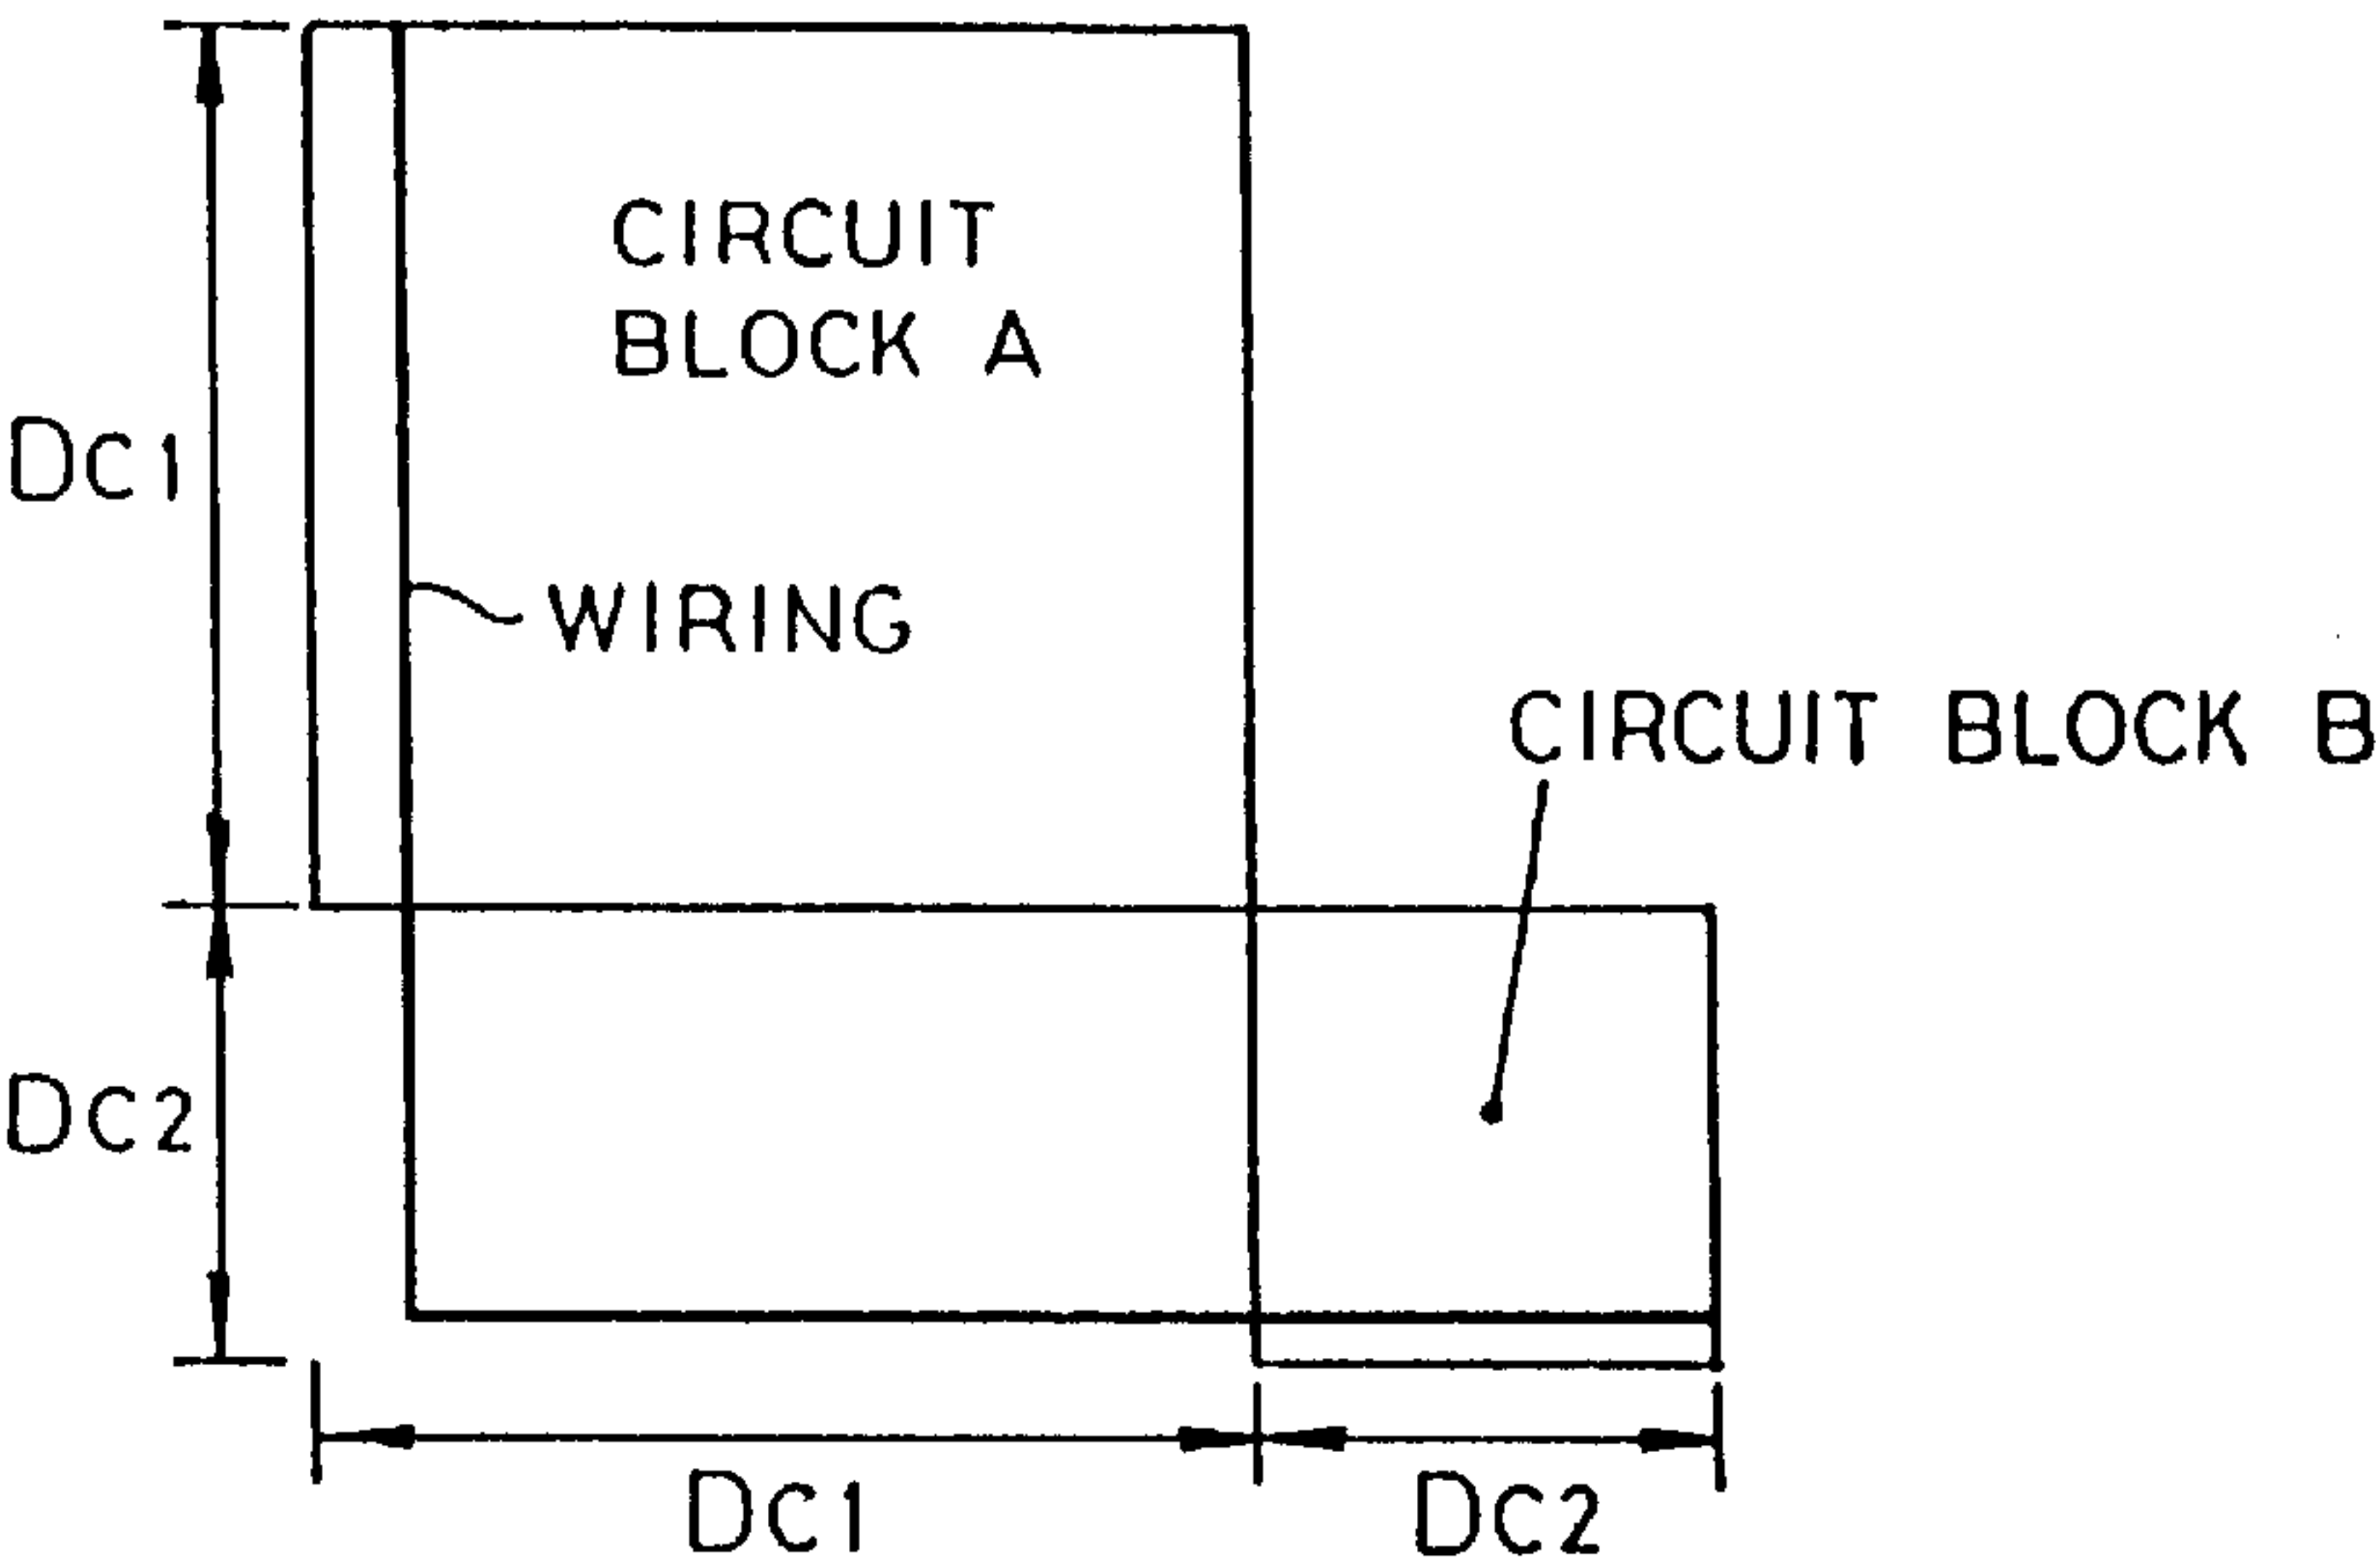 CIRCUIT
BLOCK A
DC1
WIRING
CIRCUIT BLOCK B
DC2
DC1
DC2